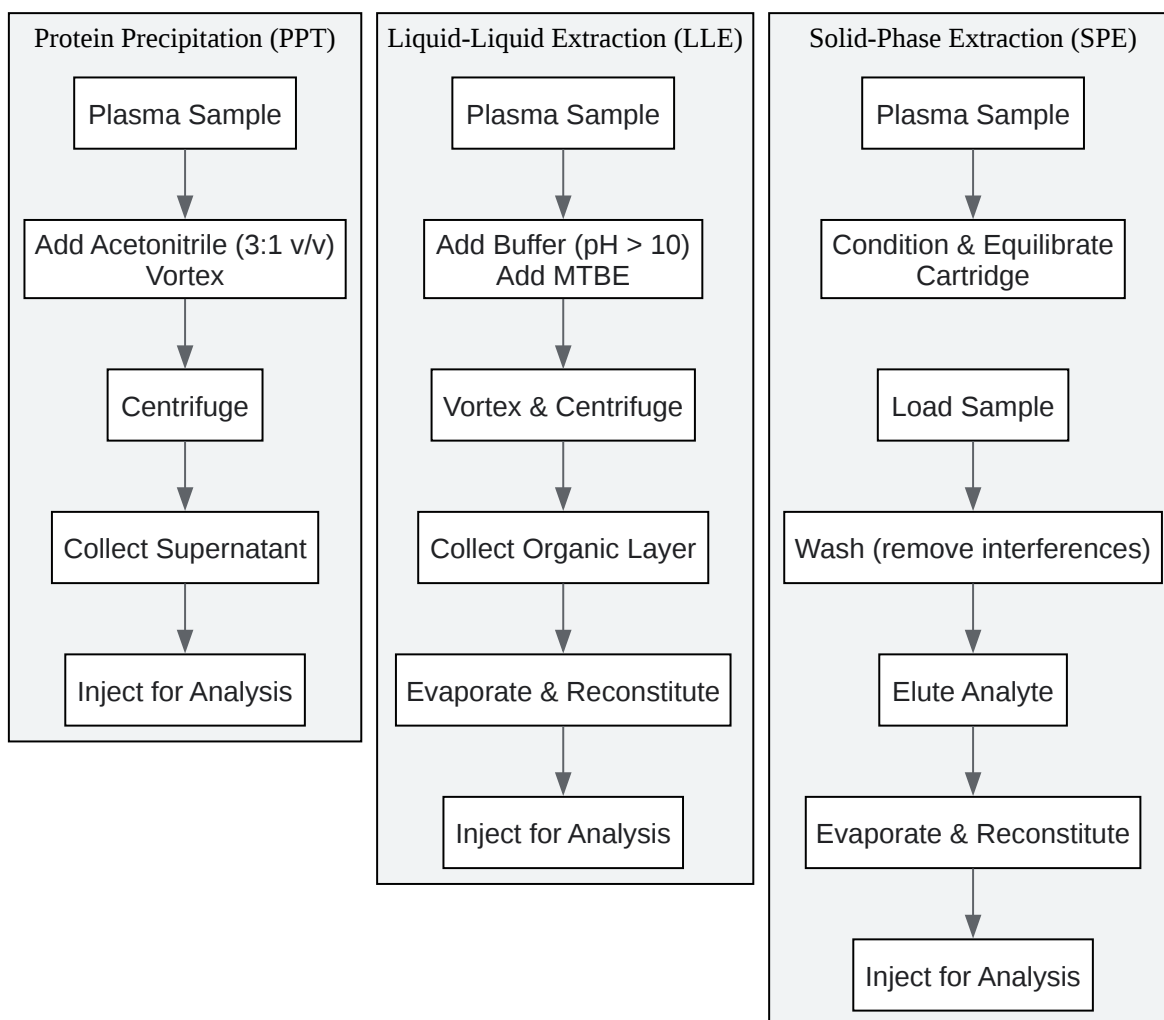 Protein Precipitation (PPT)
Plasma Sample
Add Acetonitrile (3:1 v/v)
Vortex
Centrifuge
Collect Supernatant
Inject for Analysis
Liquid-Liquid Extraction (LLE)
Plasma Sample
Add Buffer (pH > 10)
Add MTBE
Vortex & Centrifuge
Collect Organic Layer
Evaporate & Reconstitute
Inject for Analysis
Solid-Phase Extraction (SPE)
Plasma Sample
Condition & Equilibrate
Cartridge
Load Sample
Wash (remove interferences)
Elute Analyte
Evaporate & Reconstitute
Inject for Analysis